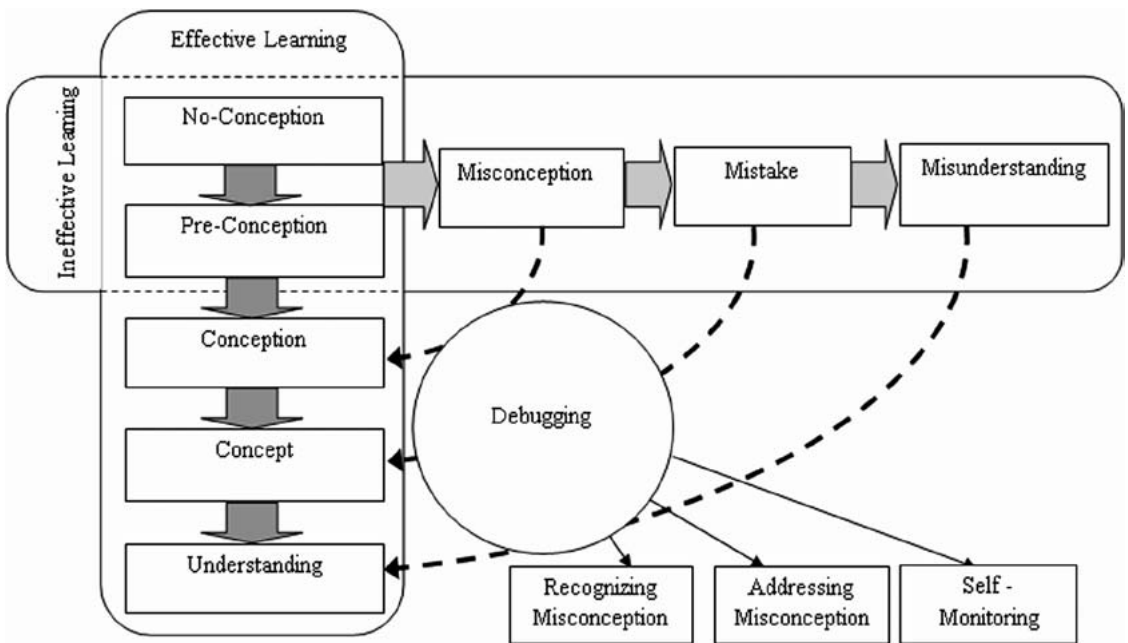 Effective Learning
Ineffective Learning
No-Conception
Misconception
Mistake
Misunderstanding
Pre-Conception
Conception
Debugging
Concept
Understanding
Recognizing
Misconception
Addressing
Misconception
Self -
Monitoring